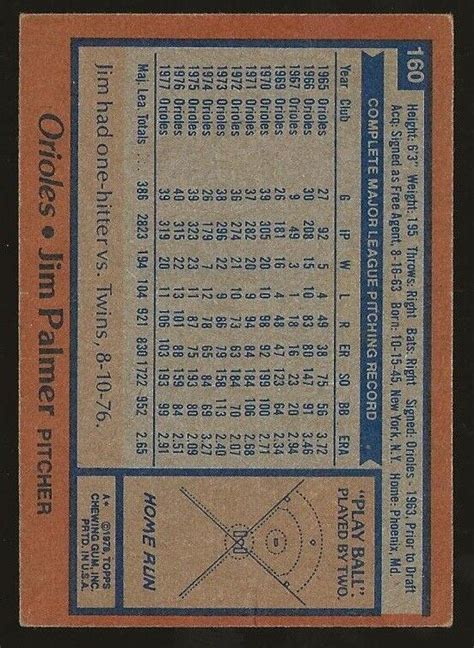 160
Height: 6'3" Weight: 195 Throws: Right Bats: Right Signed: Orioles - 1963, Prior to Draft
Acq: Signed as Free Agent, 8-16-63 Born: 10-15-45, New York, N.Y. Home: Phoenix, Md.
COMPLETE MAJOR LEAGUE PITCHING RECORD
Year Club G IP W L R ER SO BB ERA
1965 Orioles 27 92 5 4 49 38 75 56 3.72
1966 Orioles 30 208 15 10 83 80 147 91 3.46
1967 Orioles 9 49 3 1 18 16 23 20 2.94
1969 Orioles 26 181 16 4 48 47 123 64 2.34
1970 Orioles 39 305 20 10 98 92 199 100 2.71
1971 Orioles 37 282 20 9 94 84 184 106 2.68
1972 Orioles 36 274 21 10 73 63 184 70 2.07
1973 Orioles 38 296 22 9 86 79 158 113 2.40
1974 Orioles 26 179 7 12 78 65 84 69 3.27
1975 Orioles 39 323 23 11 87 75 193 80 2.09
1976 Orioles 40 315 22 13 101 88 159 84 2.51
1977 Orioles 39 319 20 11 106 103 193 99 2.91
Maj. Lea. Totals 386 2823 194 104 921 830 1722 952 2.65
Jim had one-hitter vs. Twins, 8-10-76.
Orioles • Jim Palmer PITCHER
"PLAY BALL".
PLAYED BY TWO.
HOME RUN
A*
©1978, TOPPS
CHEWING GUM, INC.
PRTD. IN U.S.A.